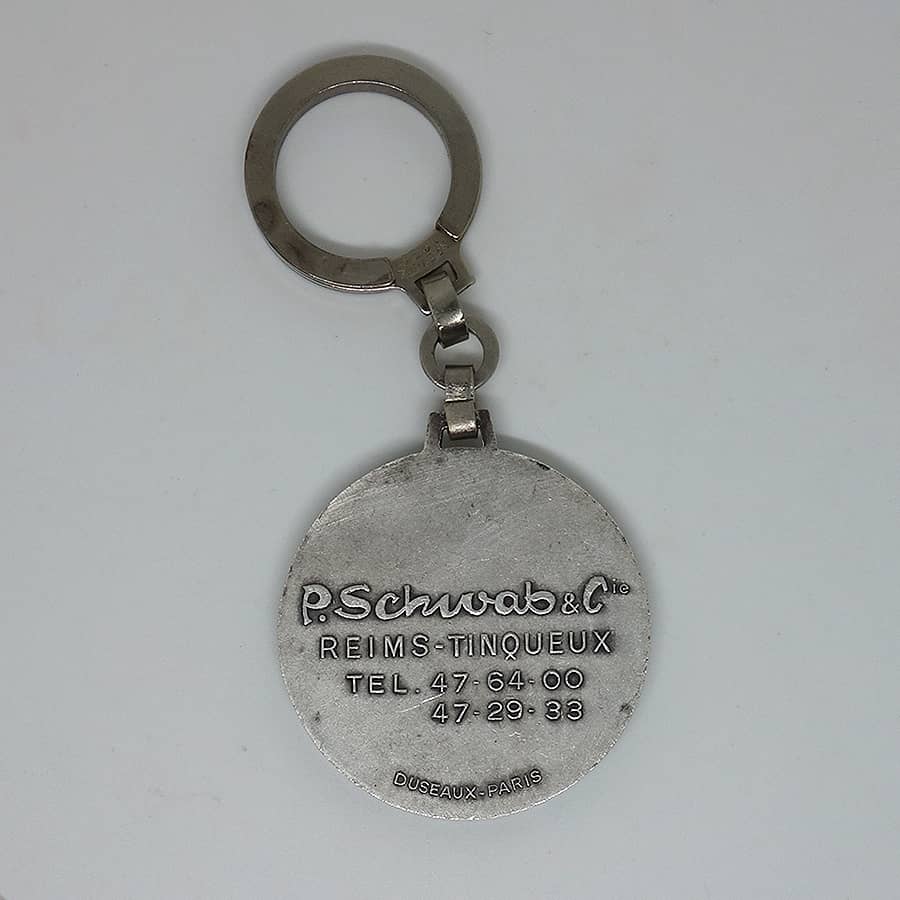 P. Schwab & Cie
REIMS-TINQUEUX
TEL. 47-64-00
47-29-33
DUSEAUX-PARIS